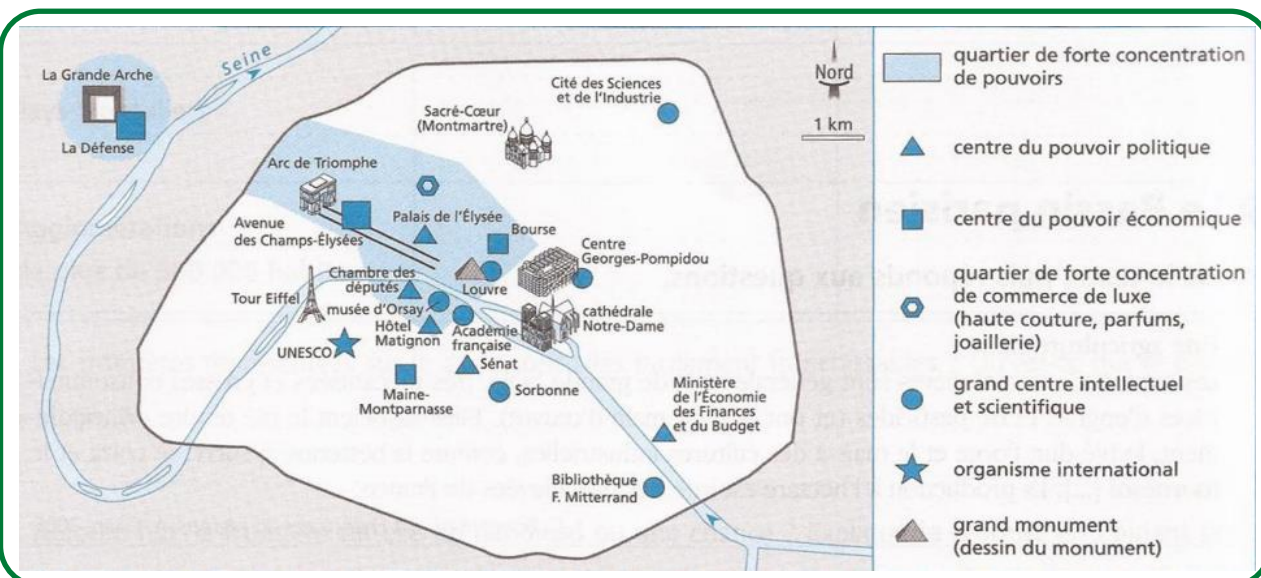 Seine
La Grande Arche
La Défense
Nord
1 km
Cité des Sciences
et de l'Industrie
Sacré-Cœur
(Montmartre)
Arc de Triomphe
Palais de l'Élysée
Avenue
des Champs-Élysées
Bourse
Centre
Georges-Pompidou
Chambre des
députés
Louvre
Tour Eiffel
musée d'Orsay
Hôtel
Matignon
Académie
française
cathédrale
Notre-Dame
UNESCO
Sénat
Maine-
Montparnasse
Sorbonne
Ministère
de l'Économie
des Finances
et du Budget
Bibliothèque
F. Mitterrand
quartier de forte concentration
de pouvoirs
centre du pouvoir politique
centre du pouvoir économique
quartier de forte concentration
de commerce de luxe
(haute couture, parfums,
joaillerie)
grand centre intellectuel
et scientifique
organisme international
grand monument
(dessin du monument)